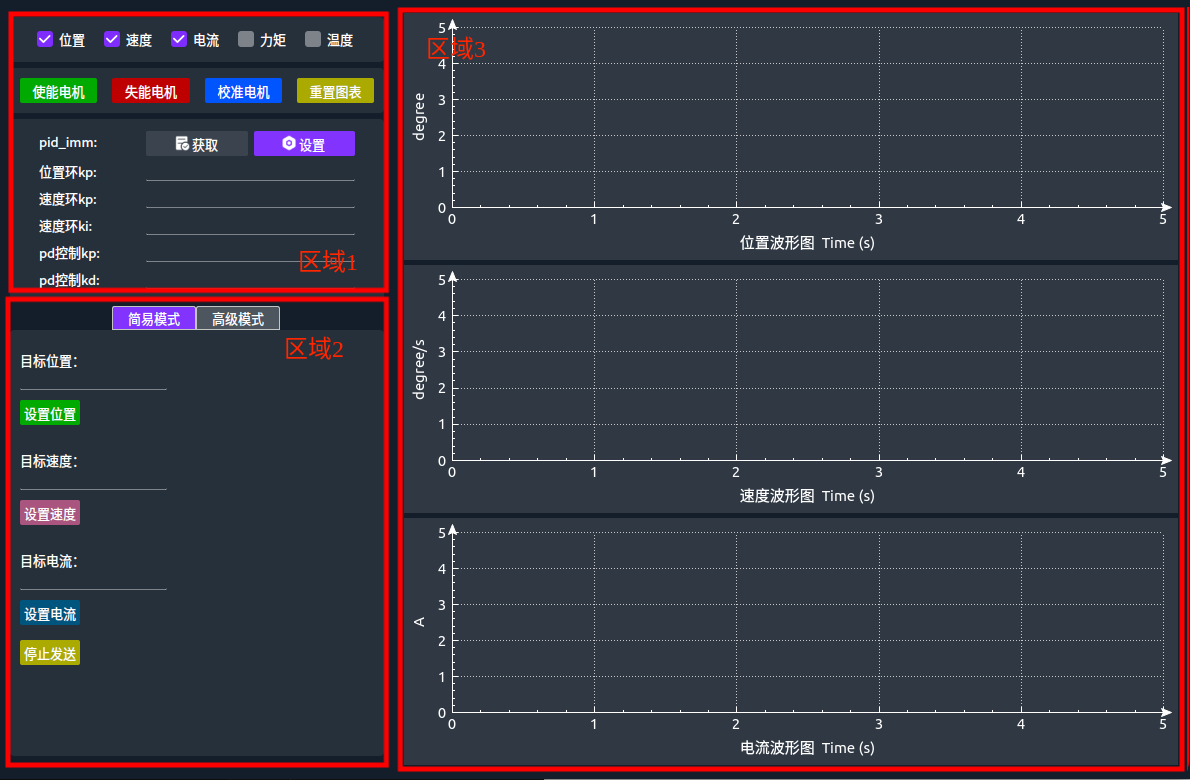 位置 速度 电流 力矩 温度
使能电机 失能电机 校准电机 重置图表
pid_imm: 获取 设置
位置环kp:
速度环kp:
速度环ki:
pd控制kp:
区域1
pd控制kd:
简易模式 高级模式
区域2
目标位置:
设置位置
目标速度:
设置速度
目标电流:
设置电流
停止发送
区域3
5
4
3
2
1
0
degree
0 1 2 3 4 5
位置波形图 Time (s)
5
4
3
2
1
0
degree/s
0 1 2 3 4 5
速度波形图 Time (s)
5
4
3
2
1
0
A
0 1 2 3 4 5
电流波形图 Time (s)